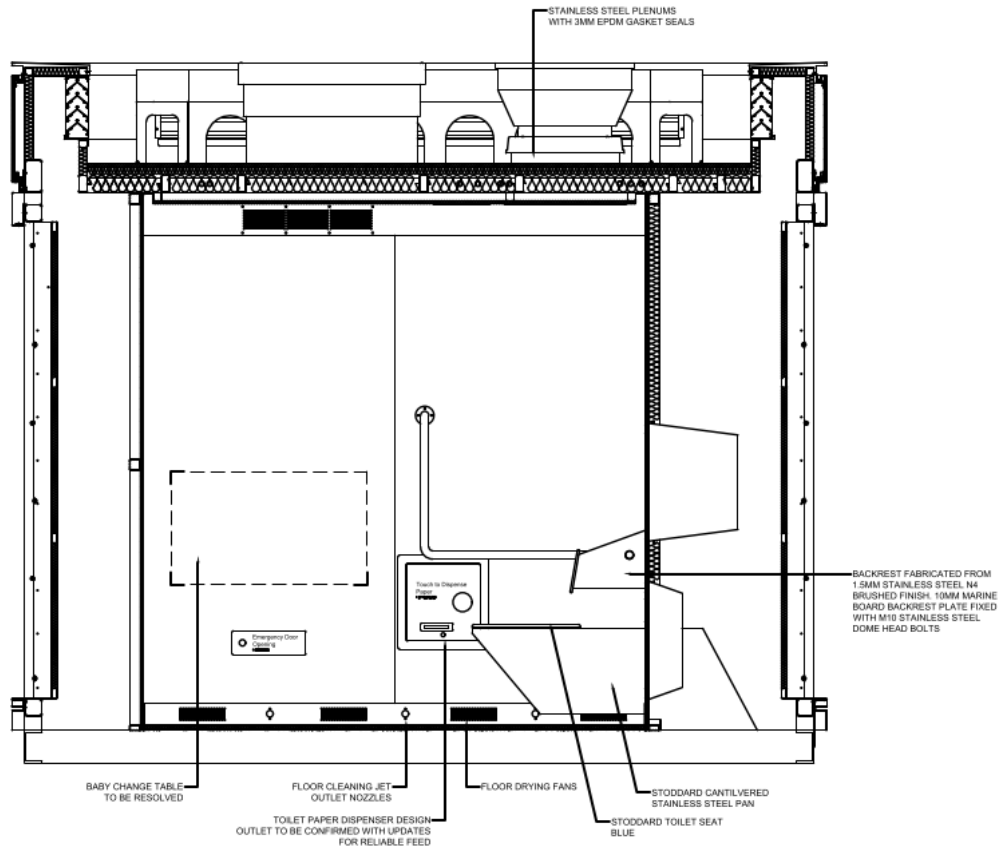 STAINLESS STEEL PLENUMS
WITH 3MM EPDM GASKET SEALS
BACKREST FABRICATED FROM
1.5MM STAINLESS STEEL N4
BRUSHED FINISH. 10MM MARINE
BOARD BACKREST PLATE FIXED
WITH M10 STAINLESS STEEL
DOME HEAD BOLTS
Touch to Dispense
Paper
Emergency Door
Opening
BABY CHANGE TABLE
TO BE RESOLVED
FLOOR CLEANING JET
OUTLET NOZZLES
FLOOR DRYING FANS
STODDARD CANTILVERED
STAINLESS STEEL PAN
TOILET PAPER DISPENSER DESIGN
OUTLET TO BE CONFIRMED WITH UPDATES
FOR RELIABLE FEED
STODDARD TOILET SEAT
BLUE